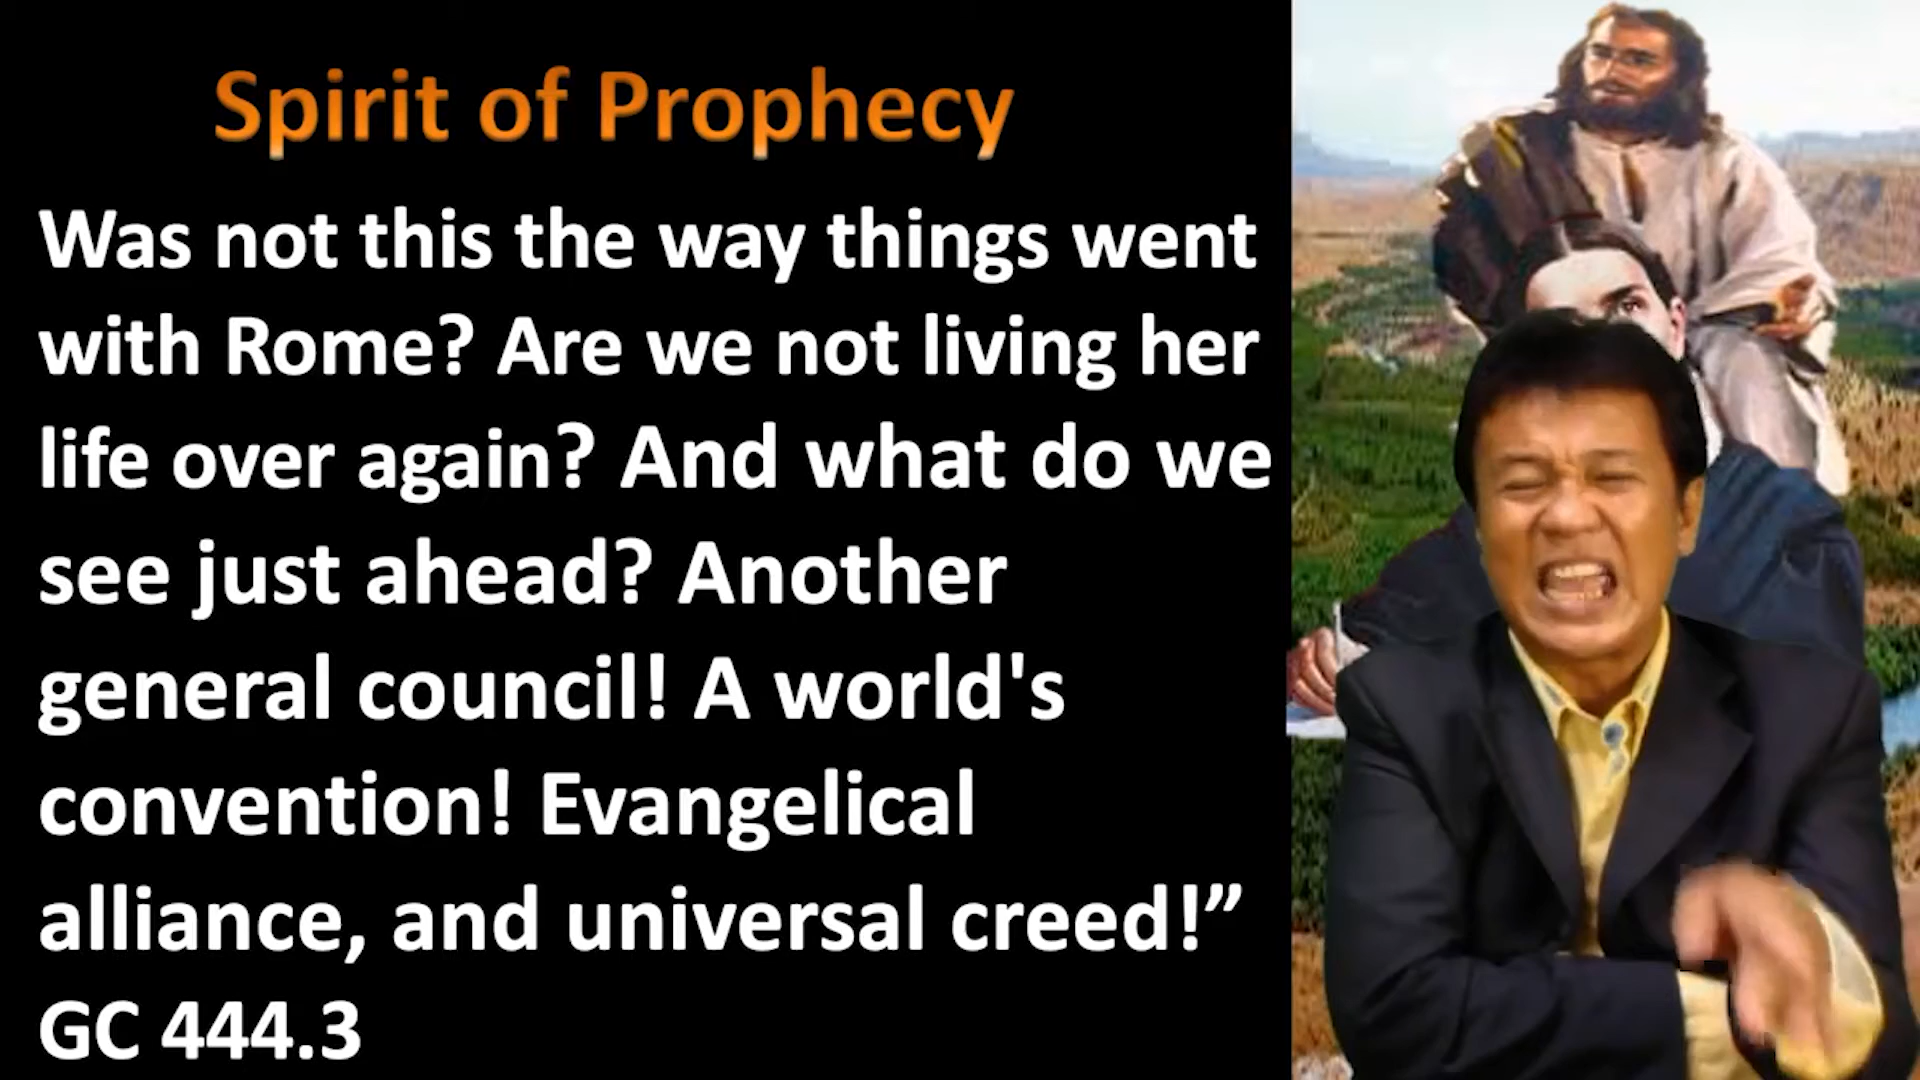 Spirit of Prophecy
Was not this the way things went
with Rome? Are we not living her
life over again? And what do we
see just ahead? Another
general council! A world's
convention! Evangelical
alliance, and universal creed!”
GC 444.3